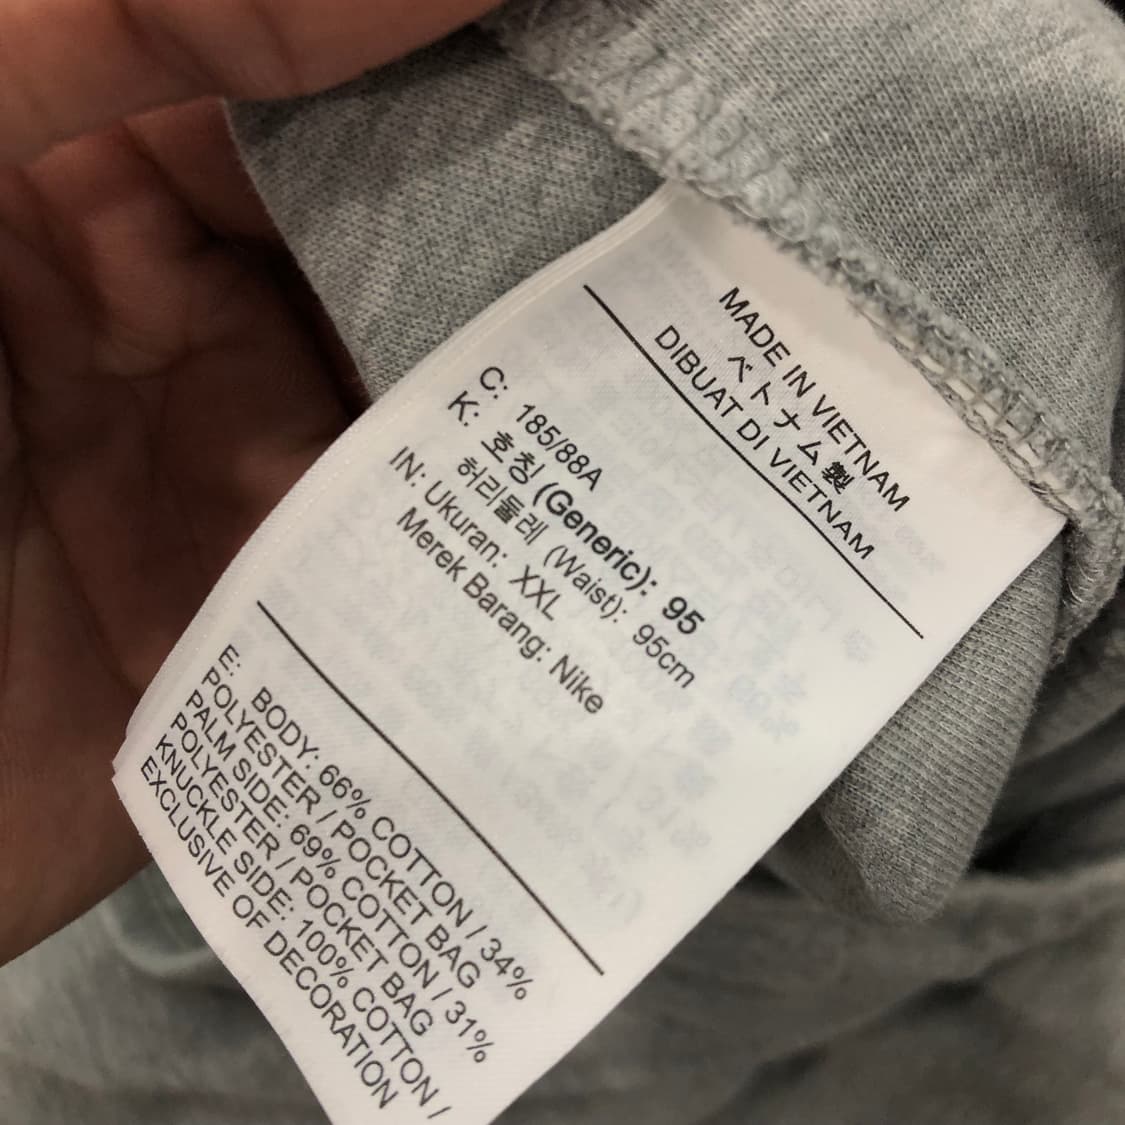 MADE IN VIETNAM
ベトナム製
DIBUAT DI VIETNAM
C: 185/88A
K: 호칭 (Generic): 95
허리둘레 (Waist): 95cm
IN: Ukuran: XXL
Merek Barang: Nike
E: BODY: 66% COTTON / 34%
POLYESTER / POCKET BAG
PALM SIDE: 69% COTTON / 31%
POLYESTER / POCKET BAG
KNUCKLE SIDE: 100% COTTON /
EXCLUSIVE OF DECORATION